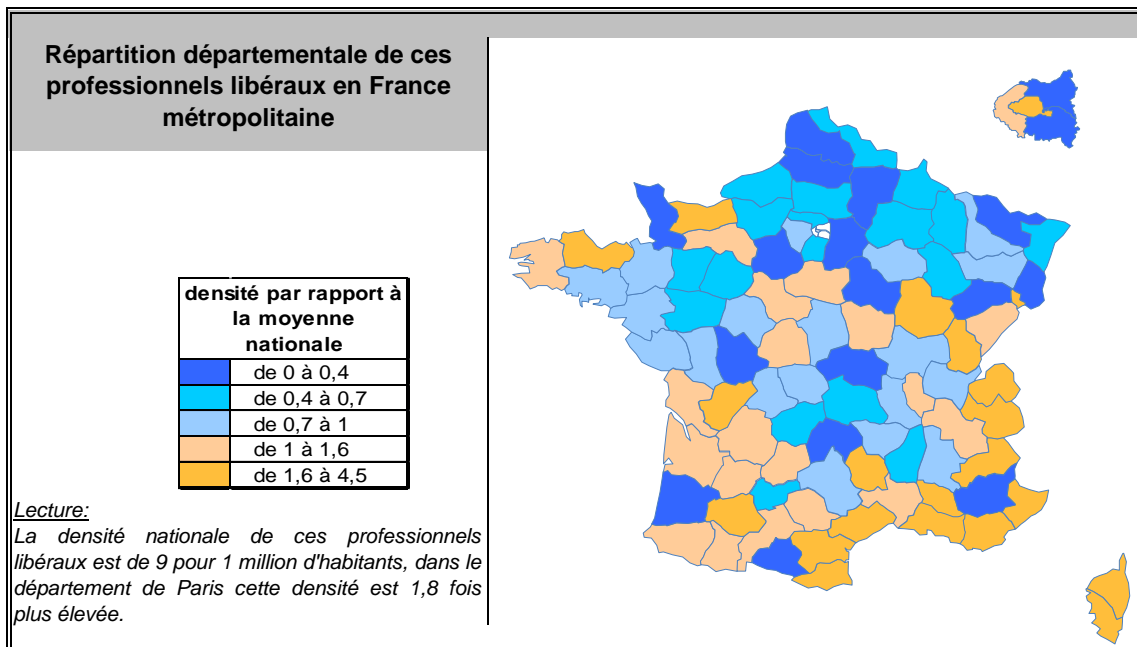 Répartition départementale de ces
professionnels libéraux en France
métropolitaine
densité par rapport à
la moyenne
nationale
de 0 à 0,4
de 0,4 à 0,7
de 0,7 à 1
de 1 à 1,6
de 1,6 à 4,5
Lecture:
La densité nationale de ces professionnels
libéraux est de 9 pour 1 million d'habitants, dans le
département de Paris cette densité est 1,8 fois
plus élevée.